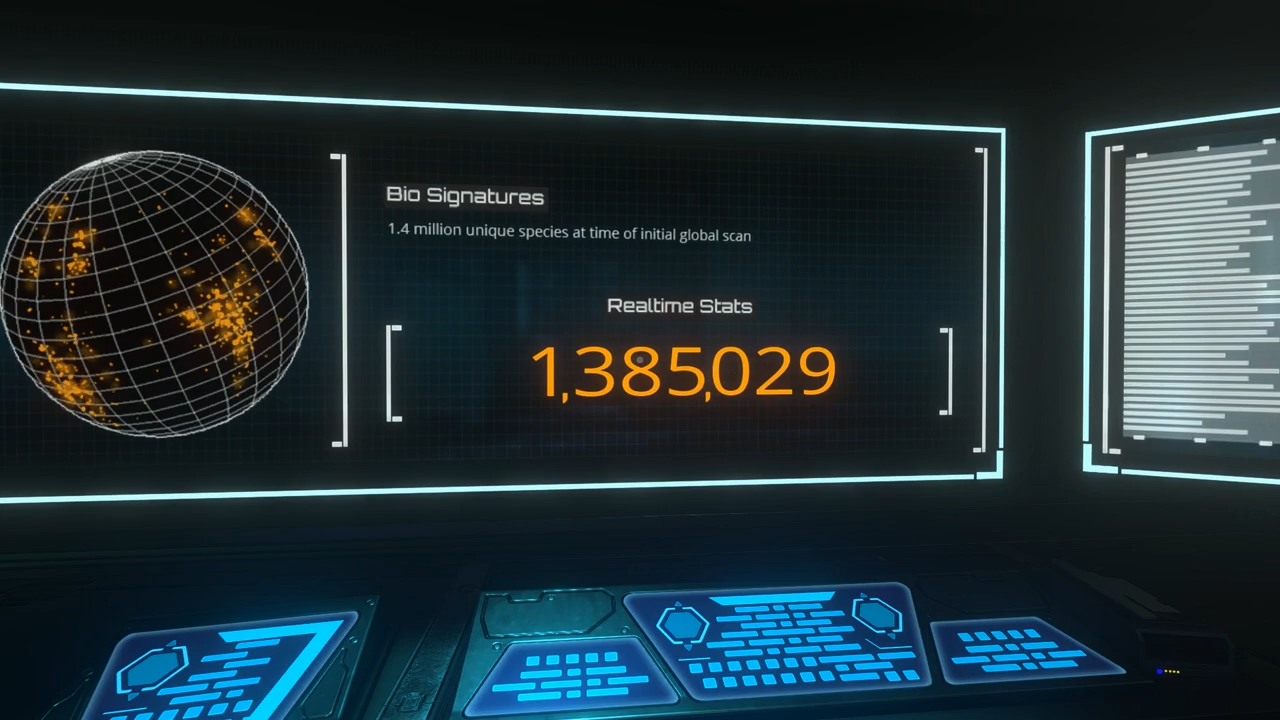 Bio Signatures
1.4 million unique species at time of initial global scan
Realtime Stats
1,385,029